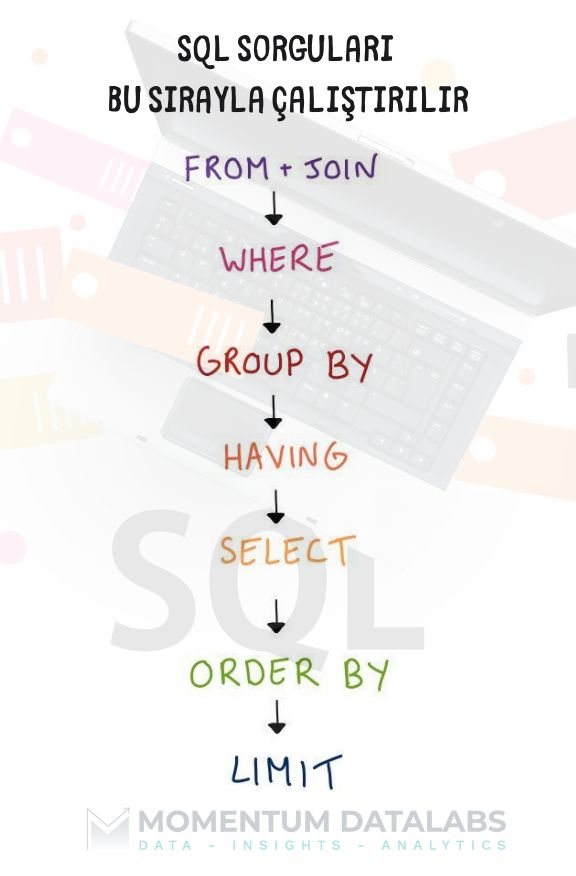 SQL SORGULARI
BU SIRAYLA ÇALIŞTIRILIR
FROM + JOIN
WHERE
GROUP BY
HAVING
SELECT
ORDER BY
LIMIT
SQL
MOMENTUM DATALABS
DATA - INSIGHTS - ANALYTICS